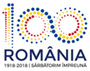 100
ROMÂNIA
1918-2018 | SĂRBĂTORIM ÎMPREUNĂ